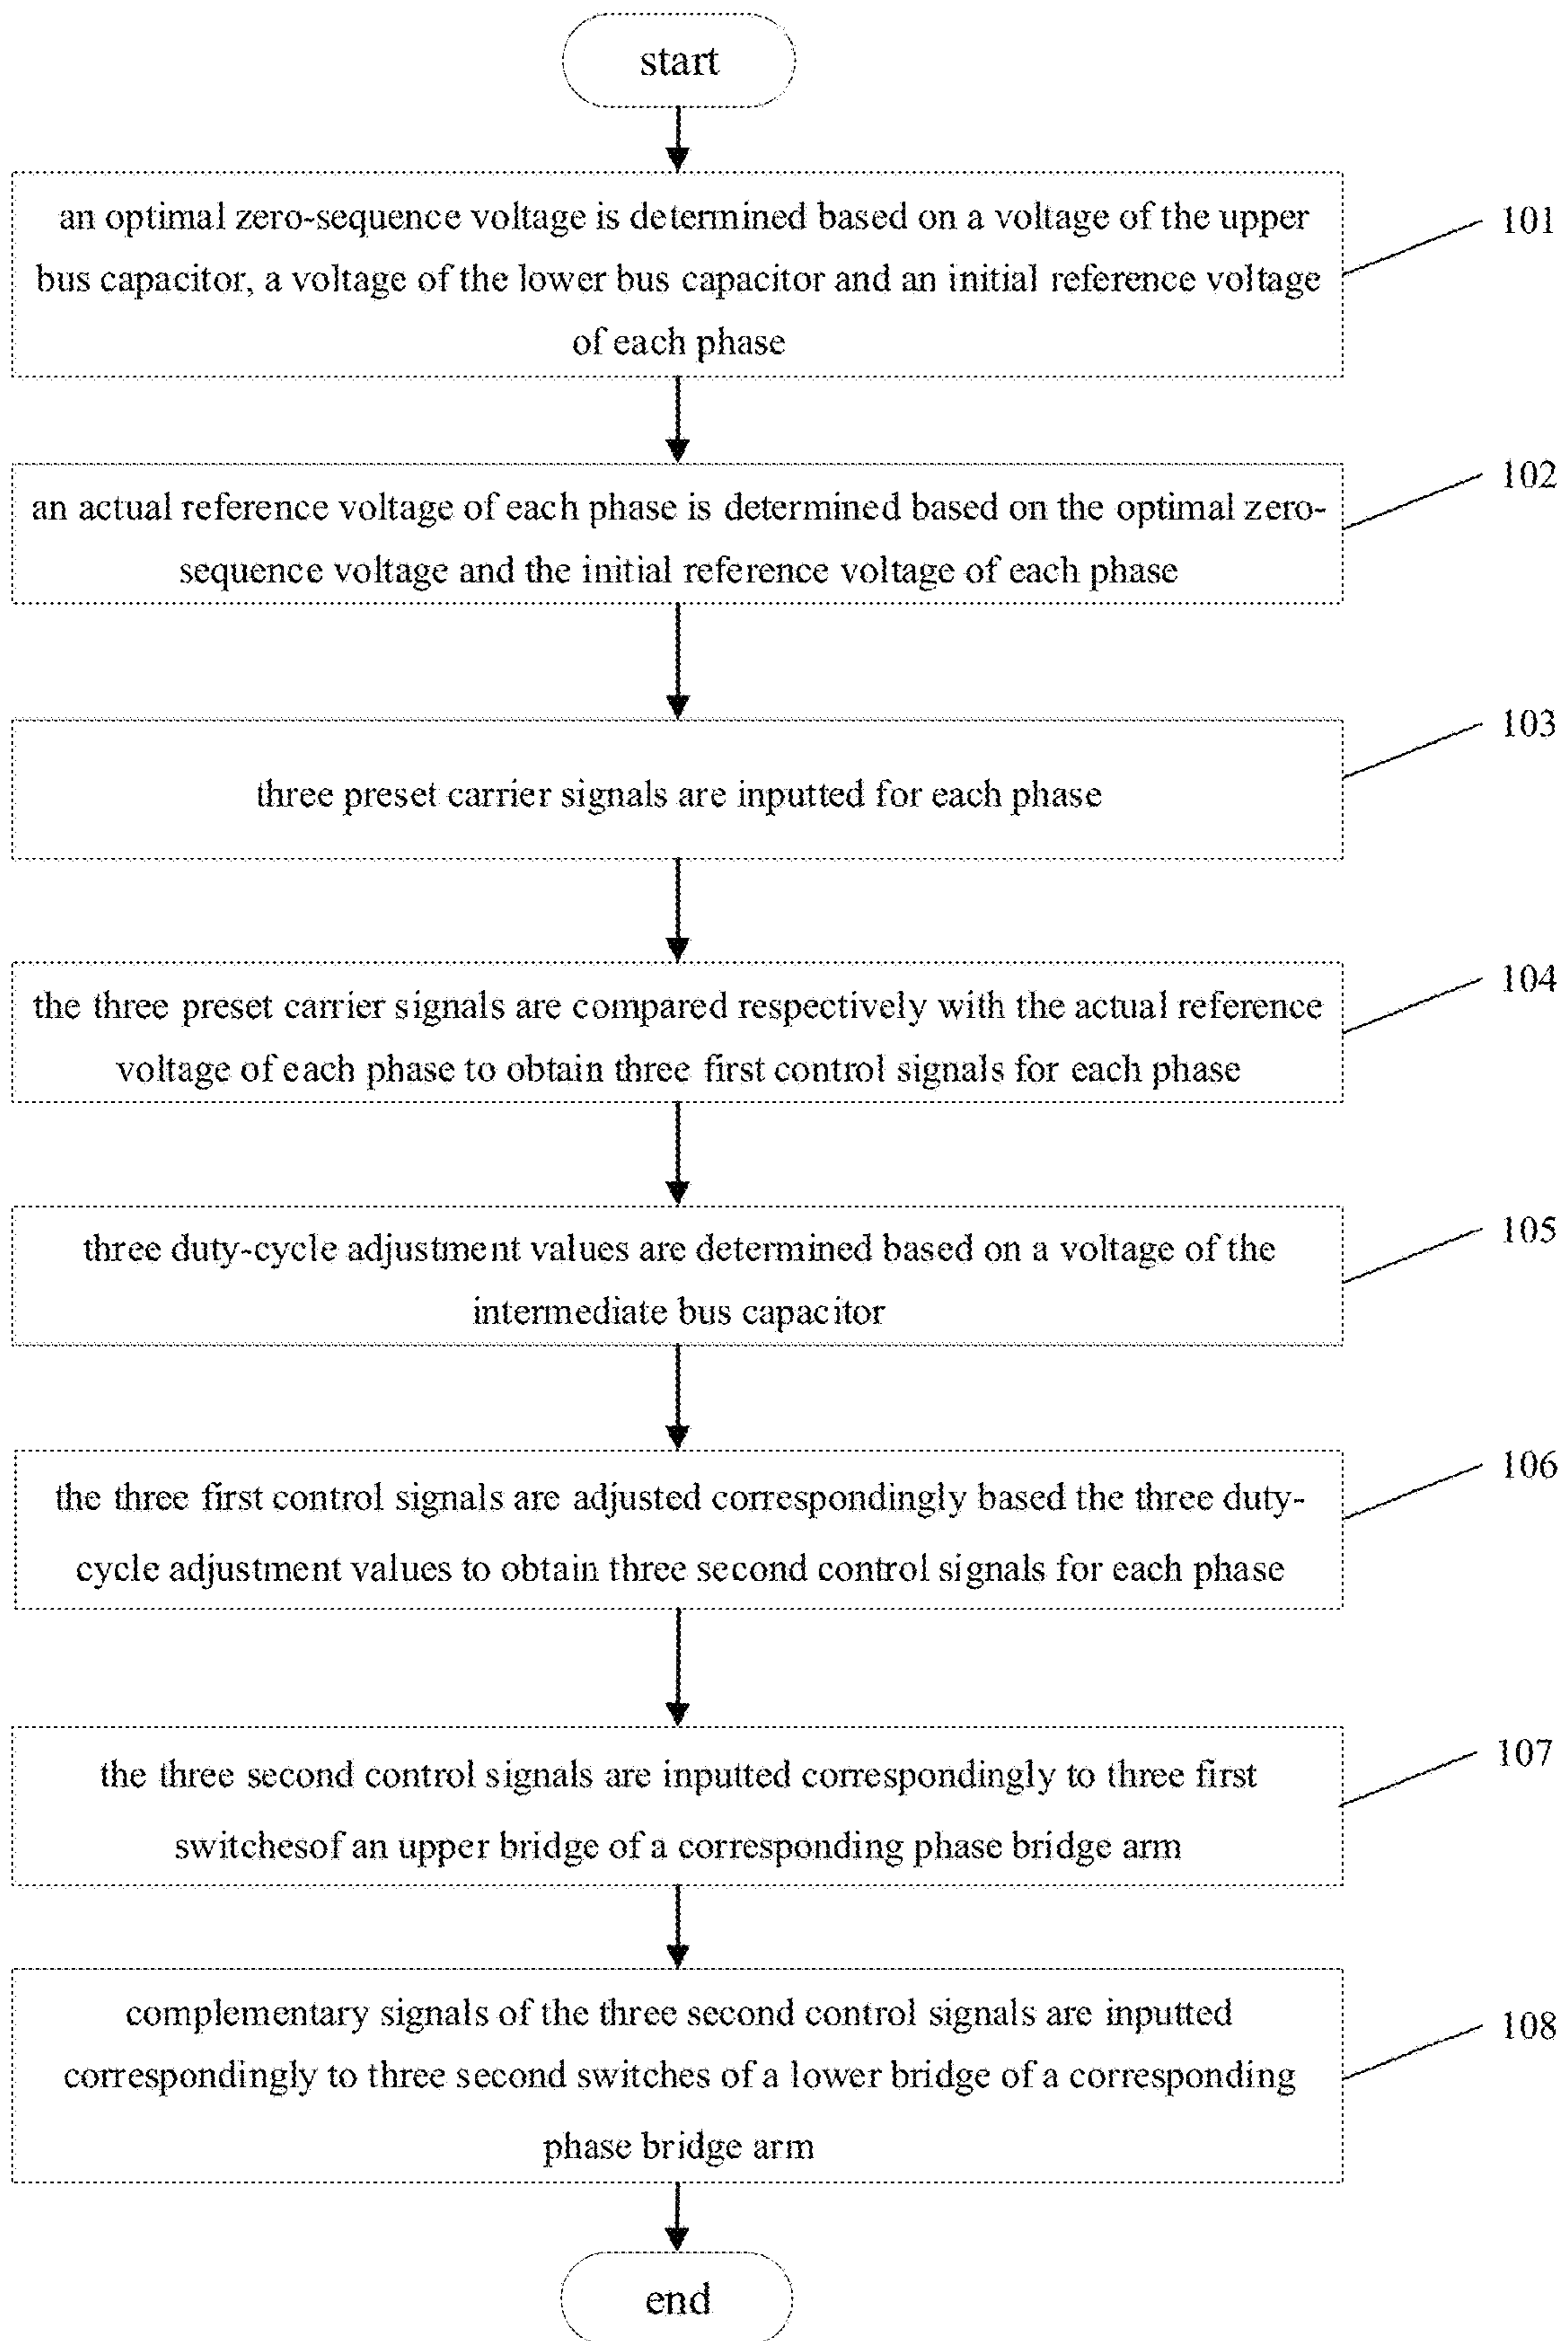 start
an optimal zero-sequence voltage is determined based on a voltage of the upper
bus capacitor, a voltage of the lower bus capacitor and an initial reference voltage
of each phase
101
an actual reference voltage of each phase is determined based on the optimal zero-
sequence voltage and the initial reference voltage of each phase
102
three preset carrier signals are inputted for each phase
103
the three preset carrier signals are compared respectively with the actual reference
voltage of each phase to obtain three first control signals for each phase
104
three duty-cycle adjustment values are determined based on a voltage of the
intermediate bus capacitor
105
the three first control signals are adjusted correspondingly based the three duty-
cycle adjustment values to obtain three second control signals for each phase
106
the three second control signals are inputted correspondingly to three first
switchesof an upper bridge of a corresponding phase bridge arm
107
complementary signals of the three second control signals are inputted
correspondingly to three second switches of a lower bridge of a corresponding
phase bridge arm
108
end